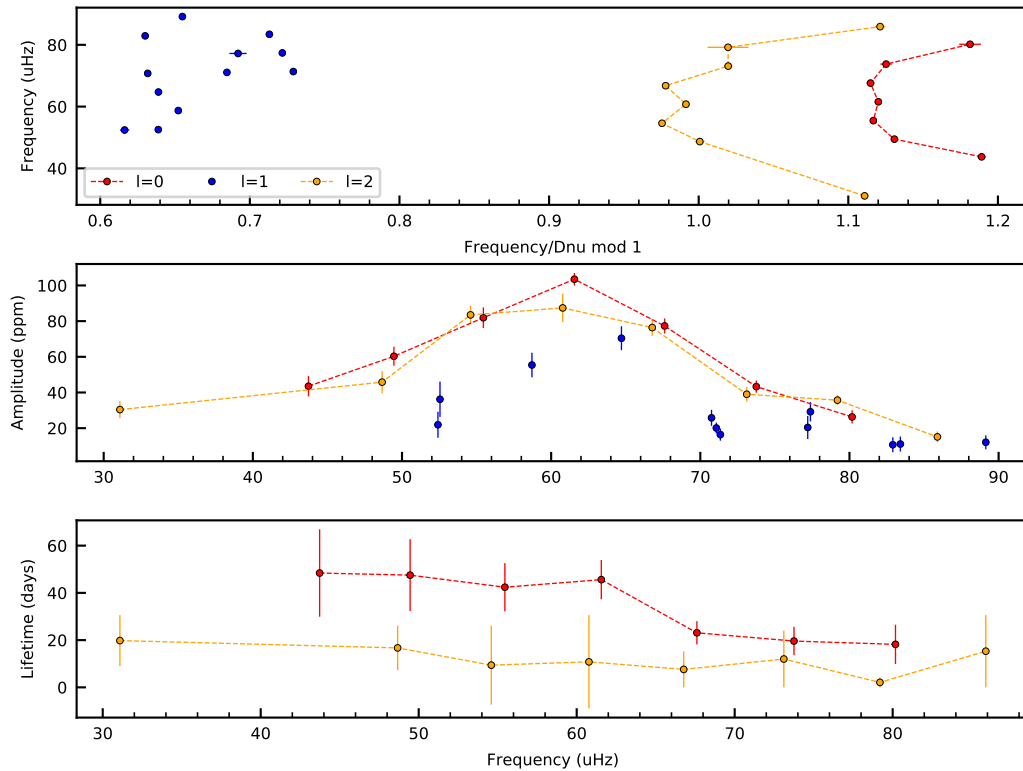 Frequency (uHz)
80
60
40
l=0 l=1 l=2
0.6 0.7 0.8 0.9 1.0 1.1 1.2
Frequency/Dnu mod 1
Amplitude (ppm)
100
80
60
40
20
30 40 50 60 70 80 90
Lifetime (days)
60
40
20
0
30 40 50 60 70 80
Frequency (uHz)